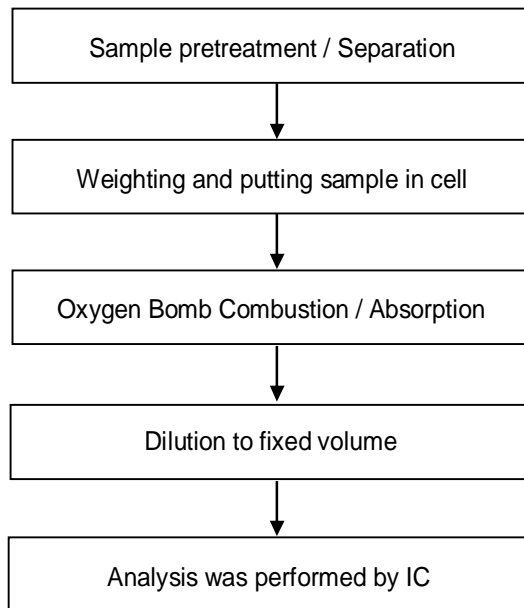 Sample pretreatment / Separation
Weighting and putting sample in cell
Oxygen Bomb Combustion / Absorption
Dilution to fixed volume
Analysis was performed by IC